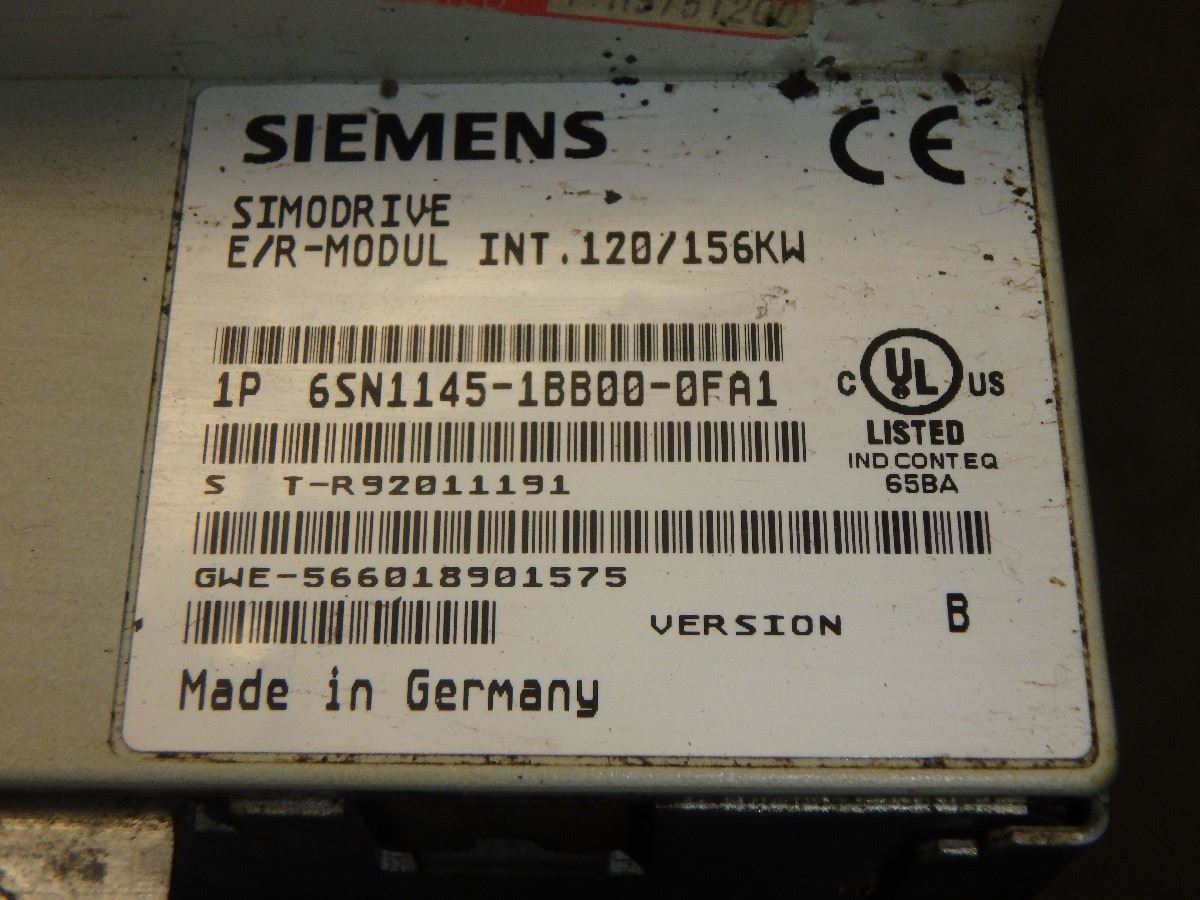 SIEMENS
CE
SIMODRIVE
E/R-MODUL INT.120/156KW
1P 6SN1145-1BB00-0FA1
C UL US
LISTED
IND.CONT.EQ
65BA
S T-R92011191
GWE-566018901575
VERSION B
Made in Germany